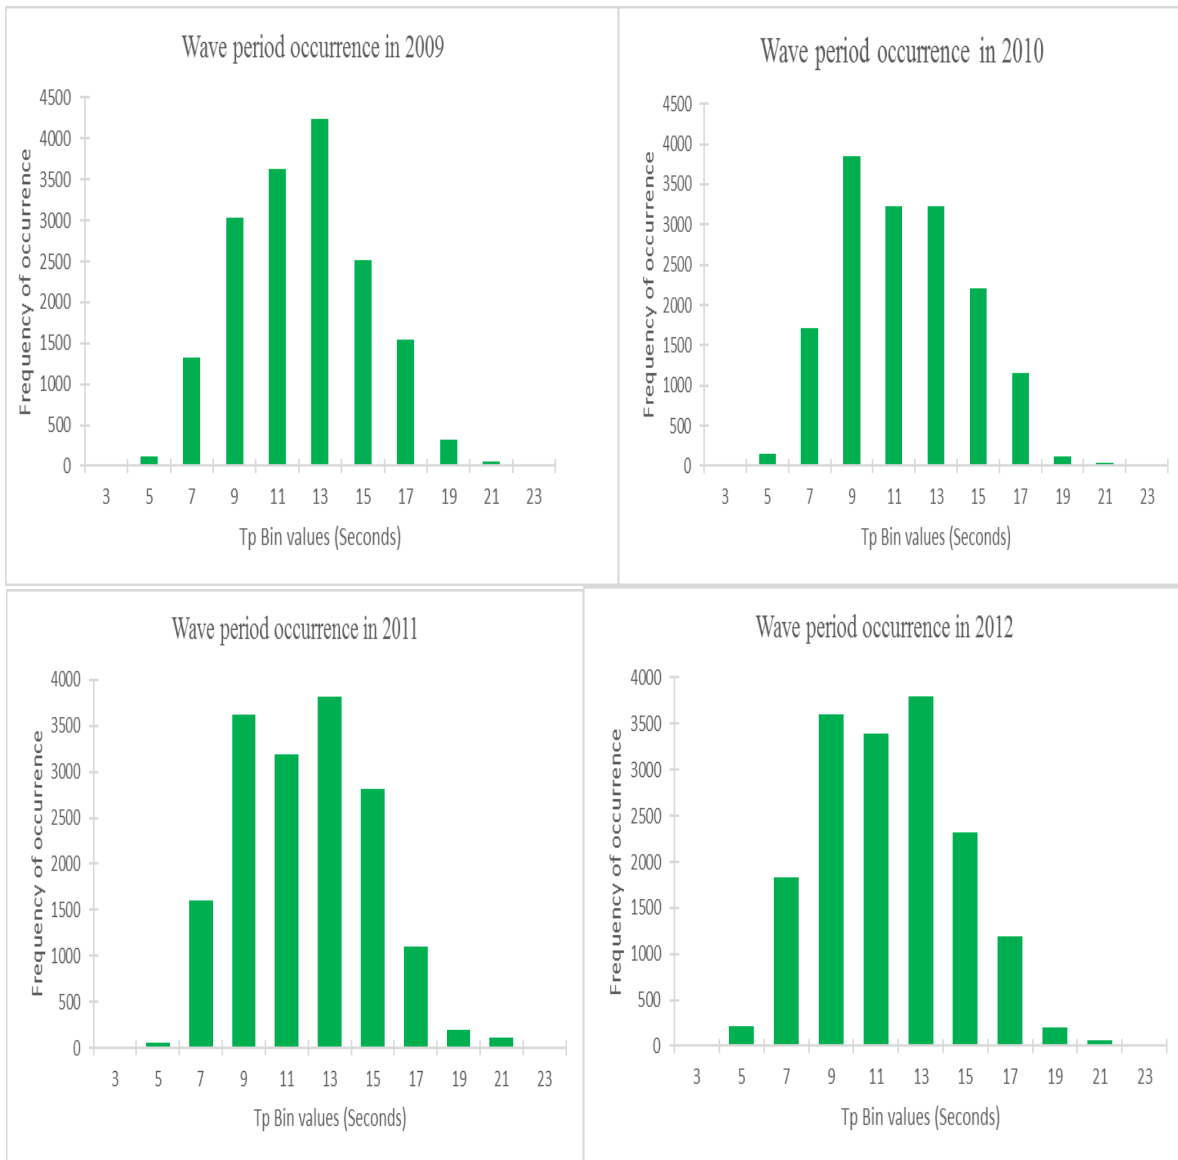 Wave period occurrence in 2009
Frequency of occurrence
4500
4000
3500
3000
2500
2000
1500
1000
500
0
3 5 7 9 11 13 15 17 19 21 23
Tp Bin values (Seconds)
Wave period occurrence in 2010
Frequency of occurrence
4500
4000
3500
3000
2500
2000
1500
1000
500
0
3 5 7 9 11 13 15 17 19 21 23
Tp Bin values (Seconds)
Wave period occurrence in 2011
Frequency of occurrence
4000
3500
3000
2500
2000
1500
1000
500
0
3 5 7 9 11 13 15 17 19 21 23
Tp Bin values (Seconds)
Wave period occurrence in 2012
Frequency of occurrence
4000
3500
3000
2500
2000
1500
1000
500
0
3 5 7 9 11 13 15 17 19 21 23
Tp Bin values (Seconds)